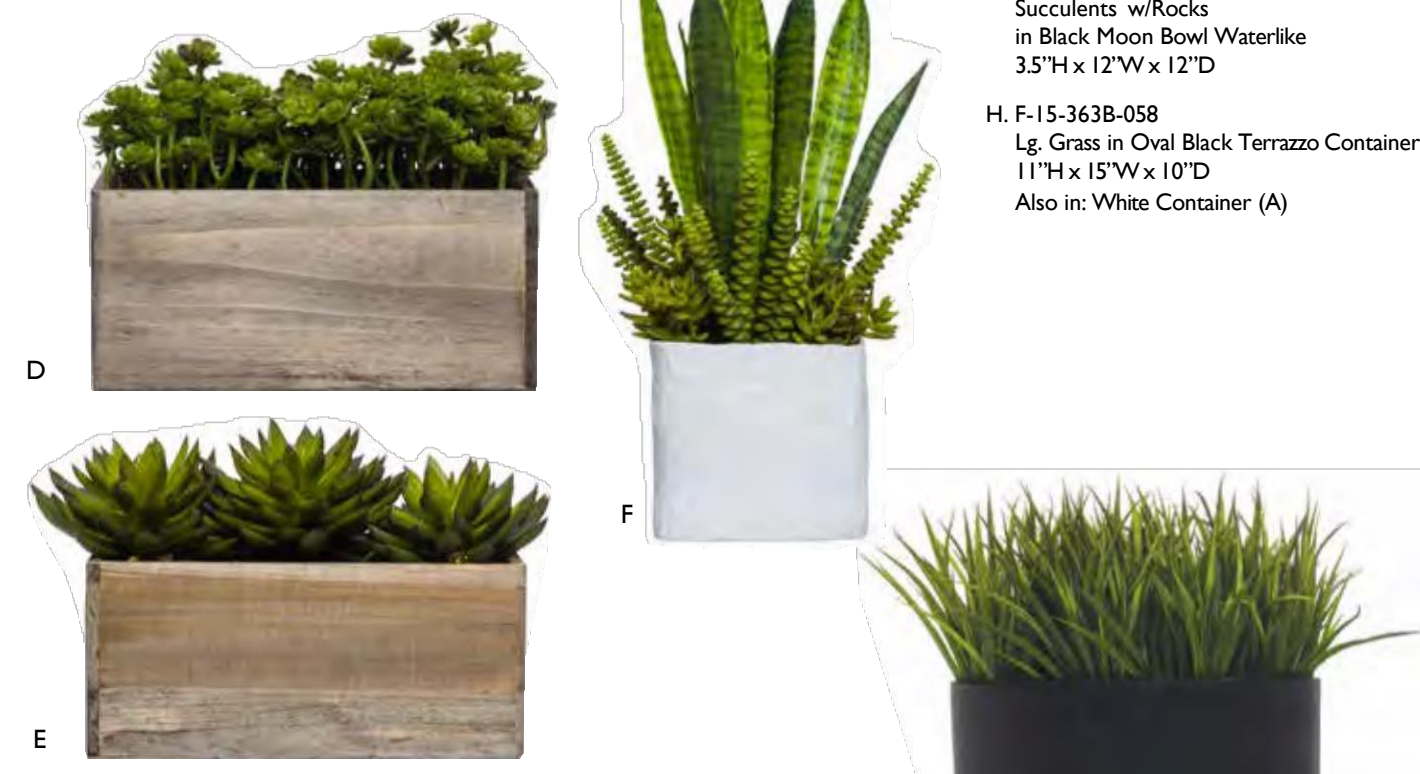 Succulents w/Rocks
in Black Moon Bowl Waterlike
3.5”H x 12”W x 12”D
H. F-15-363B-058
Lg. Grass in Oval Black Terrazzo Container
11”H x 15”W x 10”D
Also in: White Container (A)
D
F
E